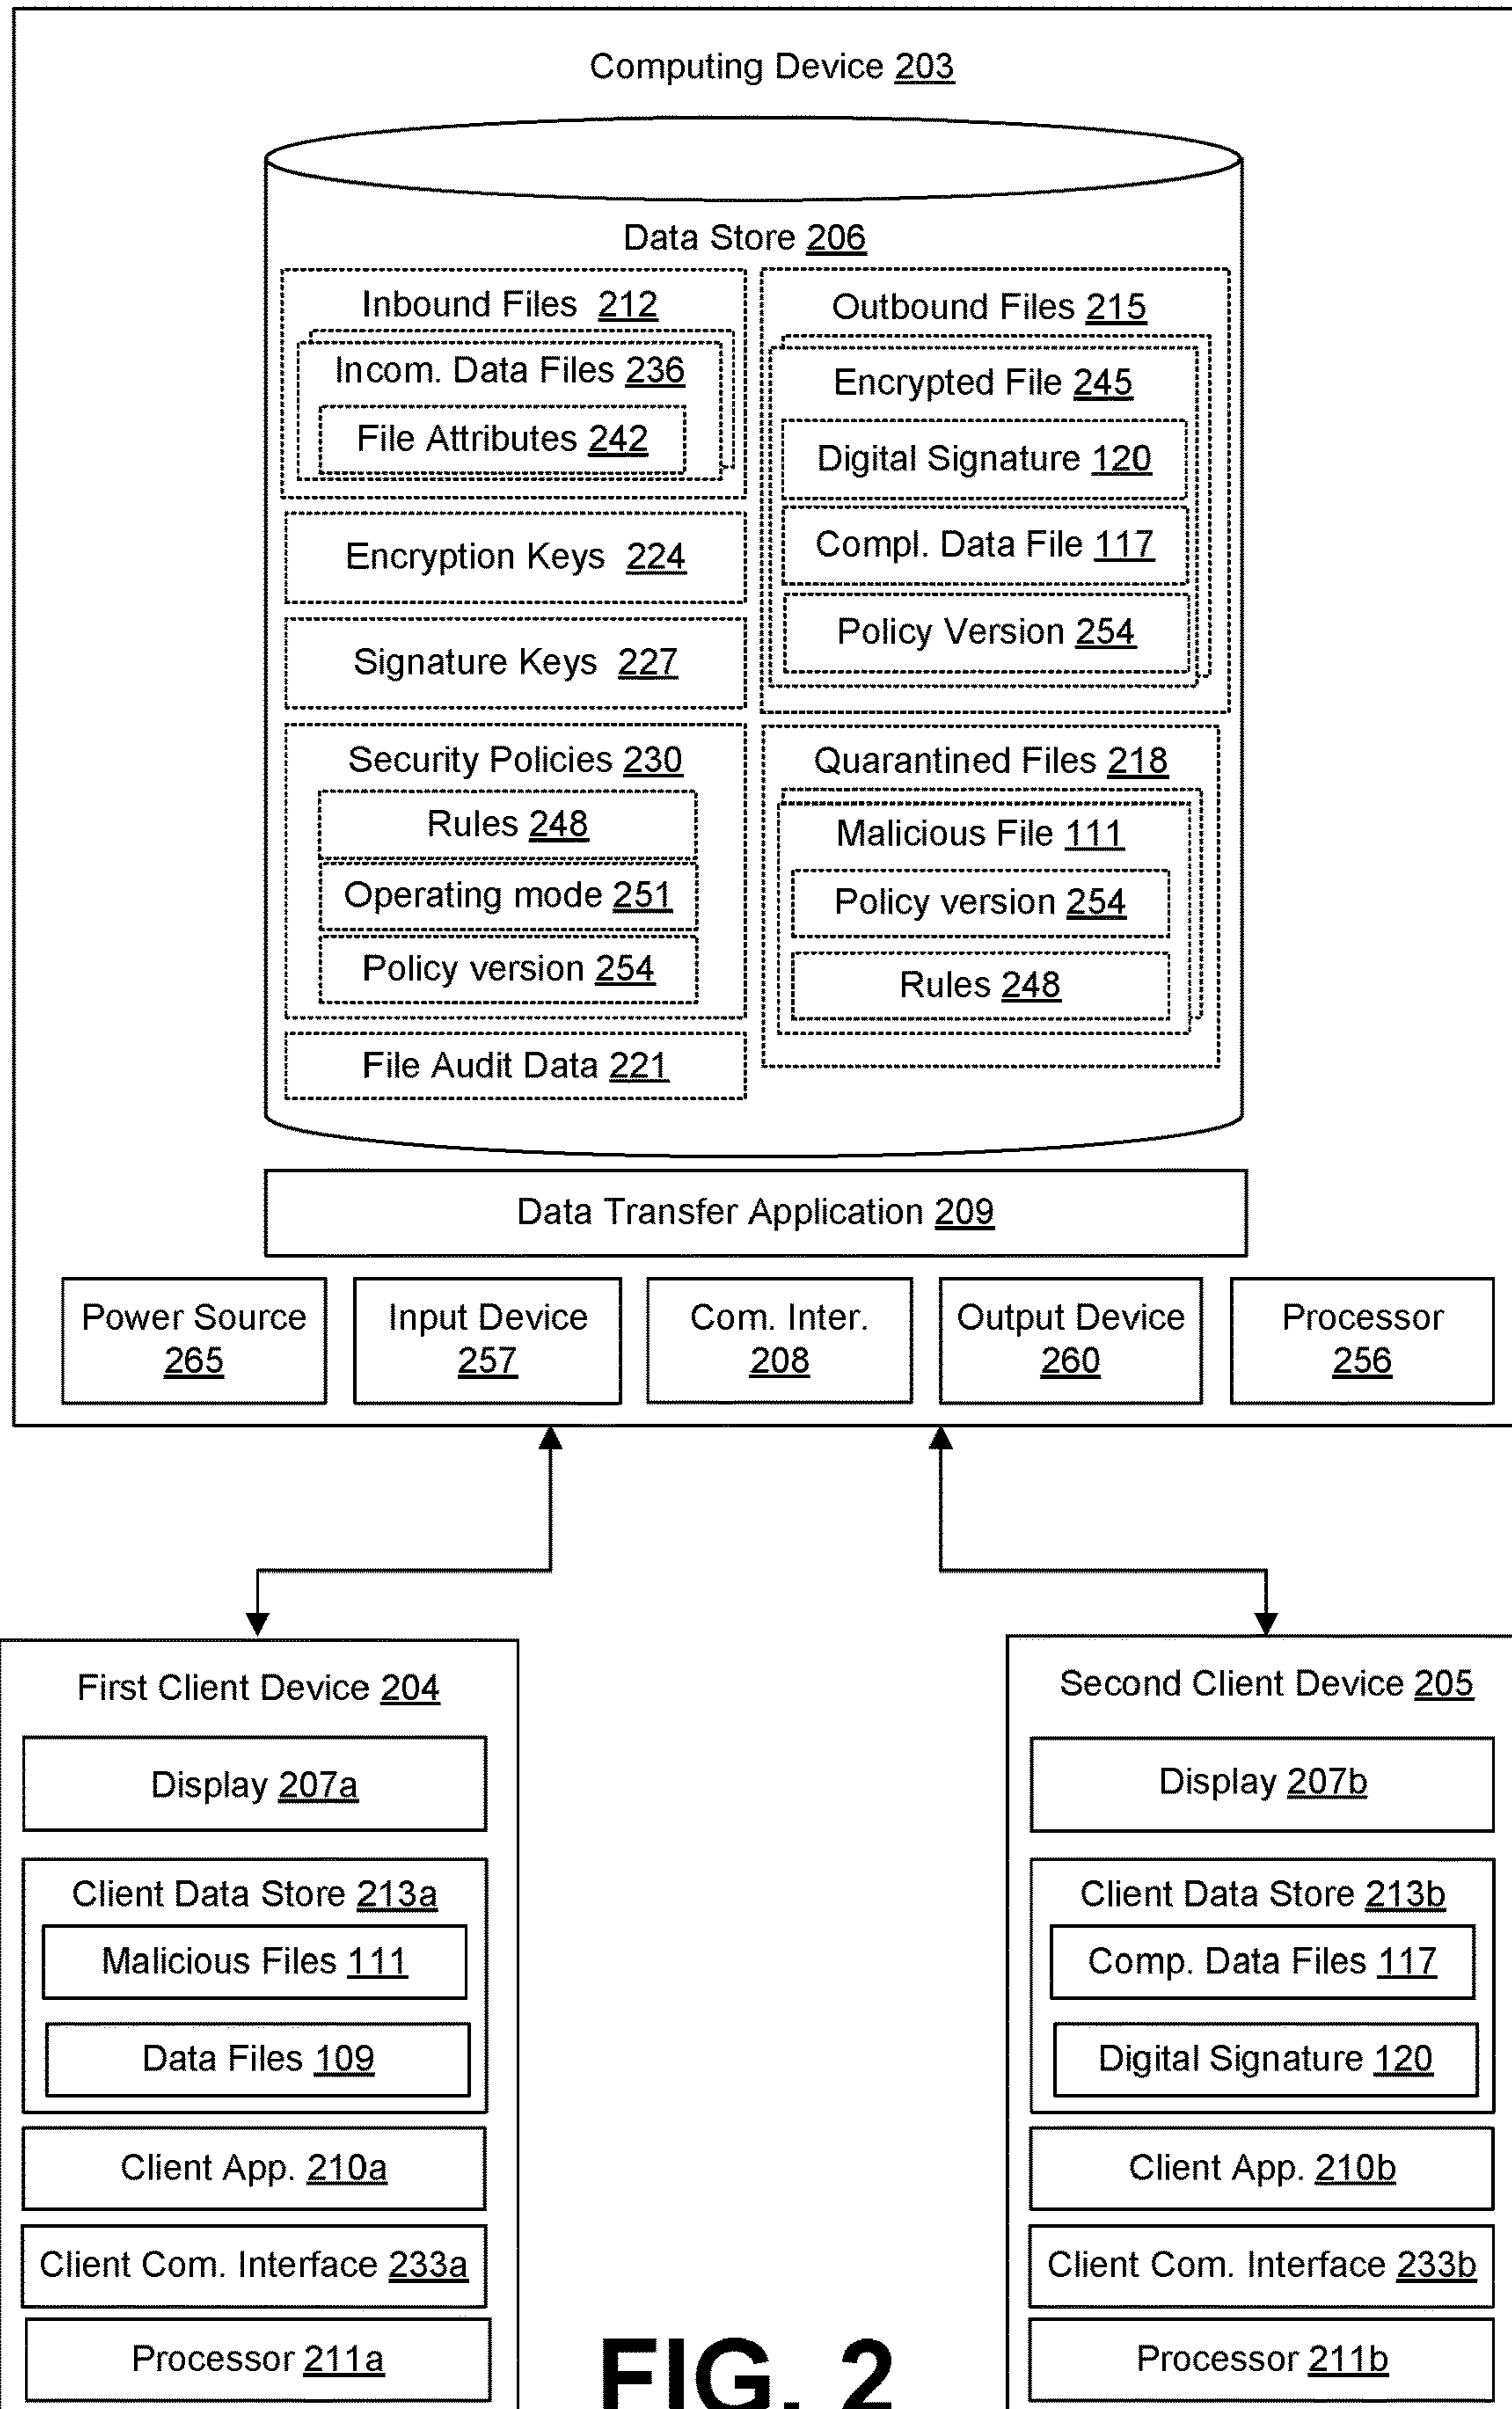 Computing Device 203
Data Store 206
Inbound Files 212
Incom. Data Files 236
File Attributes 242
Encryption Keys 224
Signature Keys 227
Security Policies 230
Rules 248
Operating mode 251
Policy version 254
File Audit Data 221
Outbound Files 215
Encrypted File 245
Digital Signature 120
Compl. Data File 117
Policy Version 254
Quarantined Files 218
Malicious File 111
Policy version 254
Rules 248
Data Transfer Application 209
Power Source
265
Input Device
257
Com. Inter.
208
Output Device
260
Processor
256
First Client Device 204
Display 207a
Client Data Store 213a
Malicious Files 111
Data Files 109
Client App. 210a
Client Com. Interface 233a
Processor 211a
Second Client Device 205
Display 207b
Client Data Store 213b
Comp. Data Files 117
Digital Signature 120
Client App. 210b
Client Com. Interface 233b
Processor 211b
FIG. 2